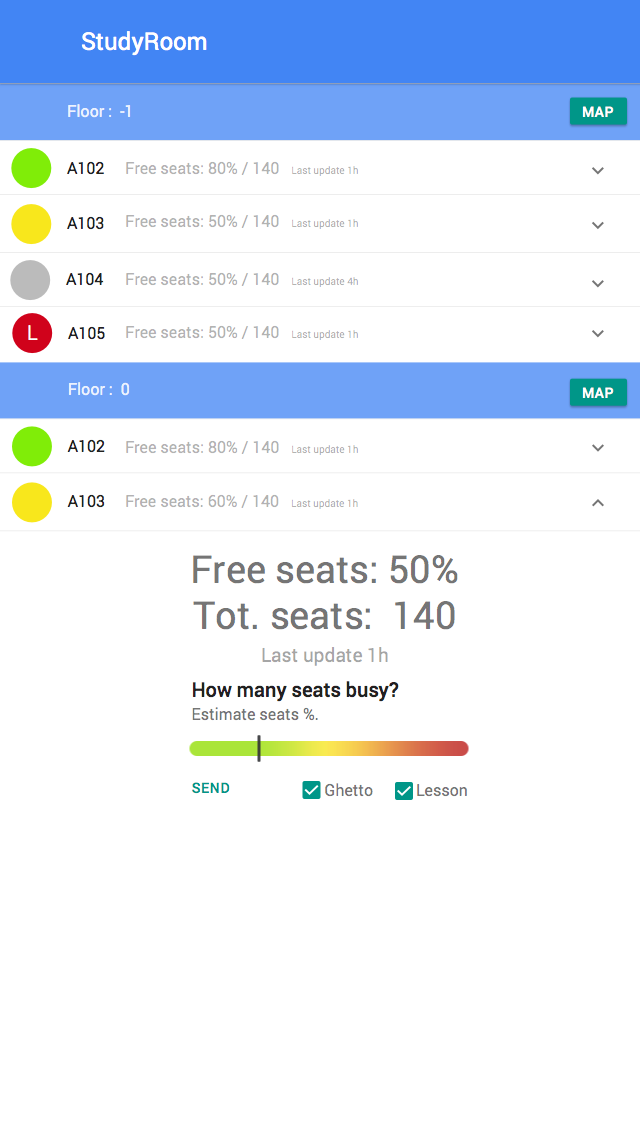 StudyRoom
Floor : -1 MAP
A102 Free seats: 80% / 140 Last update 1h
A103 Free seats: 50% / 140 Last update 1h
A104 Free seats: 50% / 140 Last update 4h
L A105 Free seats: 50% / 140 Last update 1h
Floor : 0 MAP
A102 Free seats: 80% / 140 Last update 1h
A103 Free seats: 60% / 140 Last update 1h
Free seats: 50%
Tot. seats: 140
Last update 1h
How many seats busy?
Estimate seats %.
SEND Ghetto Lesson